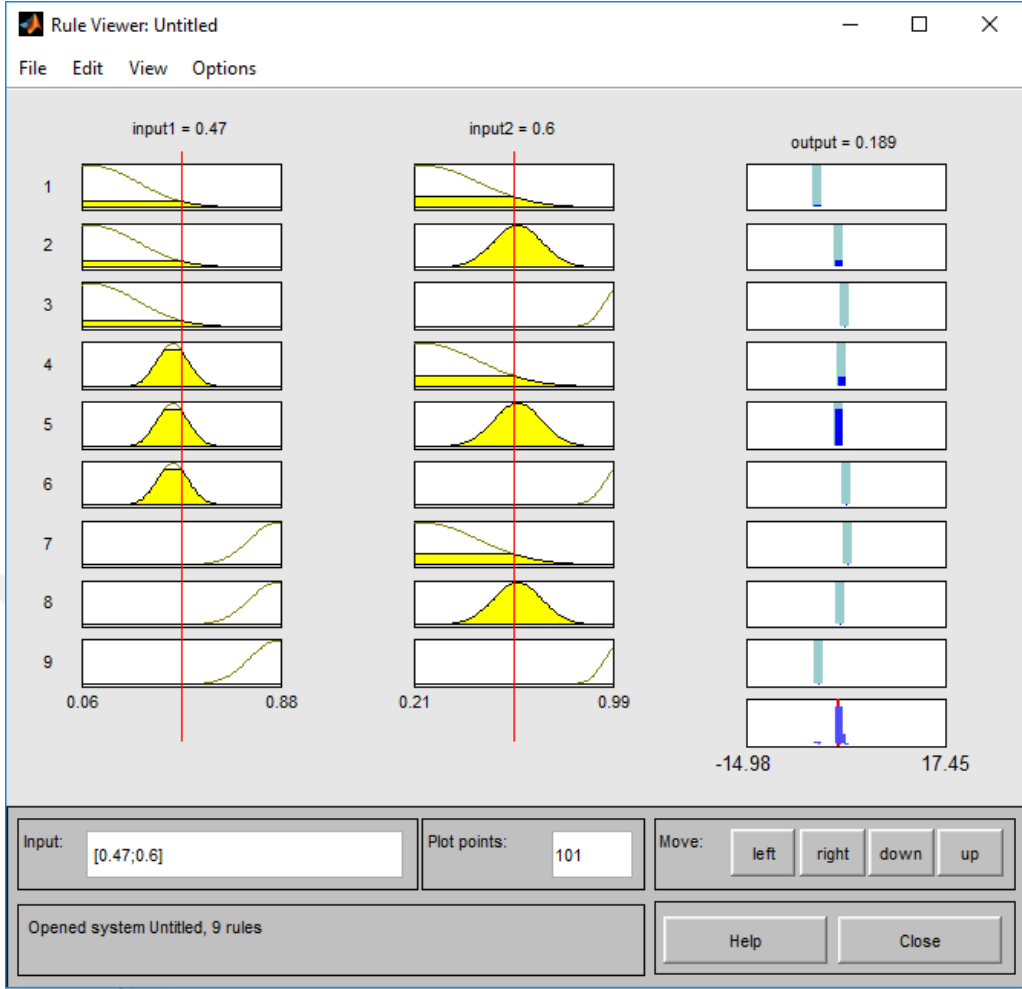 Rule Viewer: Untitled
File Edit View Options
input1 = 0.47
input2 = 0.6
output = 0.189
1
2
3
4
5
6
7
8
9
0.06 0.88 0.21 0.99
-14.98 17.45
Input: [0.47;0.6]
Plot points: 101
Move: left right down up
Opened system Untitled, 9 rules
Help Close